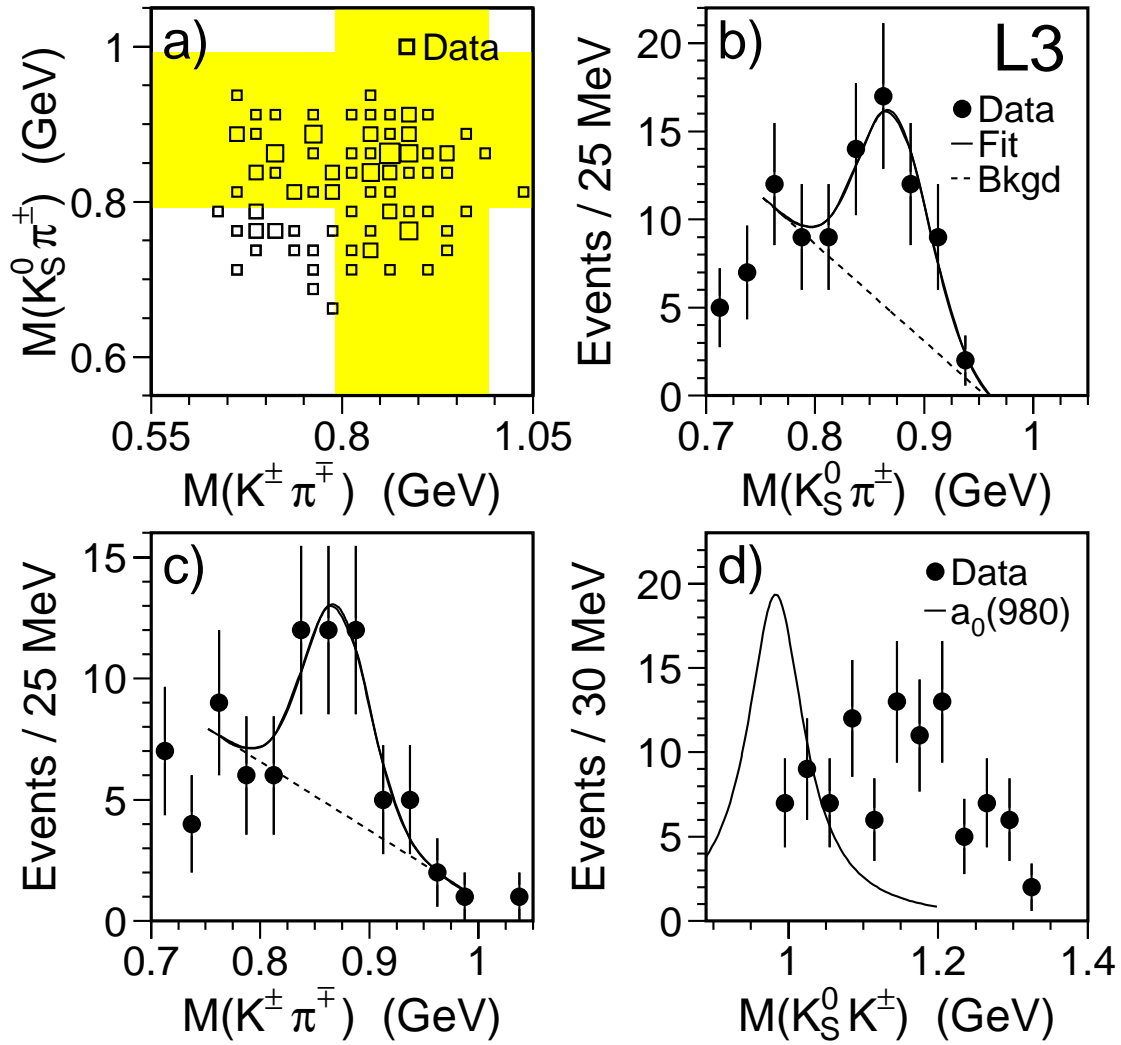 a)
Data
1
0.8
0.6
M(K⁰_S π^±) (GeV)
0.55
0.8
1.05
M(K^± π^∓) (GeV)
b)
L3
Data
Fit
Bkgd
20
15
10
5
0
Events / 25 MeV
0.7
0.8
0.9
1
M(K⁰_S π^±) (GeV)
c)
15
10
5
0
Events / 25 MeV
0.7
0.8
0.9
1
M(K^± π^∓) (GeV)
d)
Data
a₀(980)
20
15
10
5
0
Events / 30 MeV
1
1.2
1.4
M(K⁰_S K^±) (GeV)